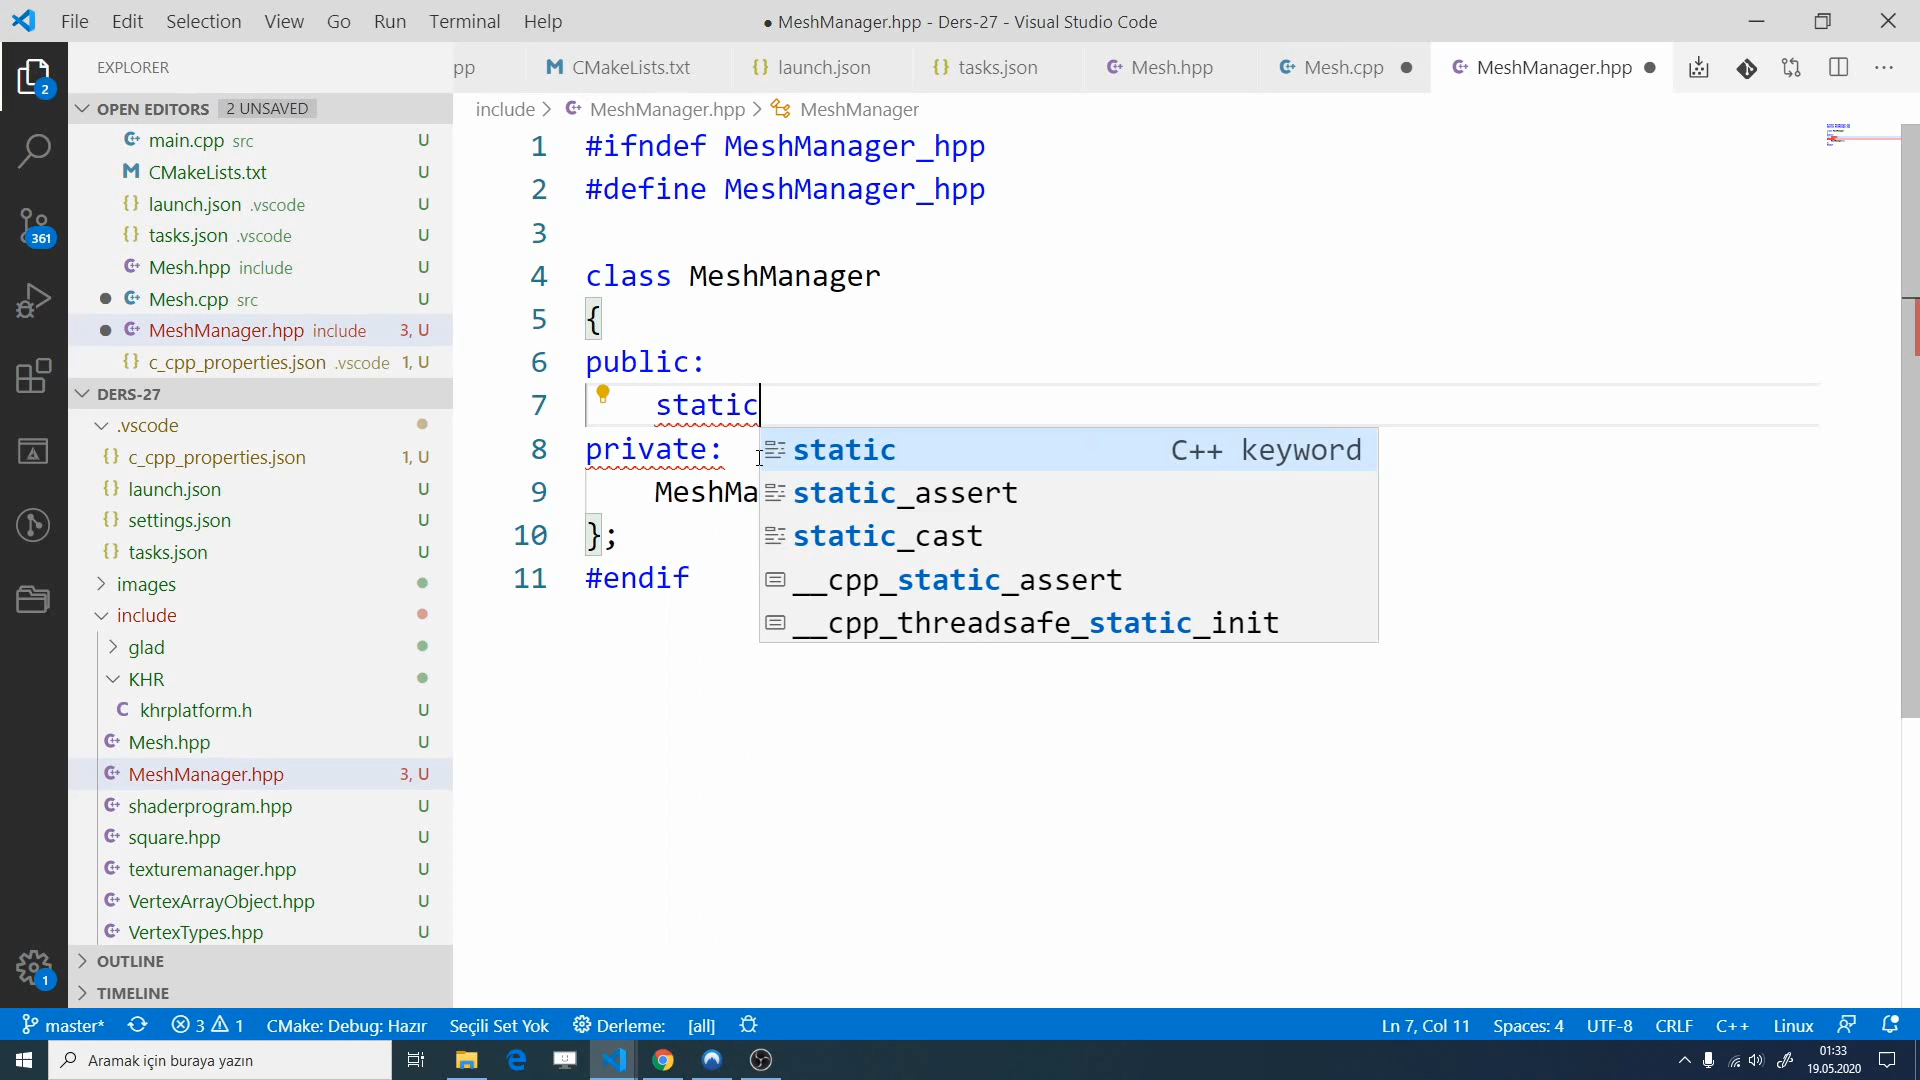 File Edit Selection View Go Run Terminal Help
● MeshManager.hpp - Ders-27 - Visual Studio Code
EXPLORER
OPEN EDITORS 2 UNSAVED
main.cpp src U
CMakeLists.txt U
launch.json .vscode U
tasks.json .vscode U
Mesh.hpp include U
Mesh.cpp src U
MeshManager.hpp include 3, U
c_cpp_properties.json .vscode 1, U
DERS-27
.vscode
c_cpp_properties.json 1, U
launch.json U
settings.json U
tasks.json U
images
include
glad
KHR
khrplatform.h U
Mesh.hpp U
MeshManager.hpp 3, U
shaderprogram.hpp U
square.hpp U
texturemanager.hpp U
VertexArrayObject.hpp U
VertexTypes.hpp U
OUTLINE
TIMELINE
2
361
1
pp CMakeLists.txt launch.json tasks.json Mesh.hpp Mesh.cpp MeshManager.hpp
include > MeshManager.hpp > MeshManager
1 #ifndef MeshManager_hpp
2 #define MeshManager_hpp
3
4 class MeshManager
5 {
6 public:
7 static
8 private:
9 MeshMa
10 };
11 #endif
static C++ keyword
static_assert
static_cast
__cpp_static_assert
__cpp_threadsafe_static_init
master* 3 1 CMake: Debug: Hazır Seçili Set Yok Derleme: [all] Ln 7, Col 11 Spaces: 4 UTF-8 CRLF C++ Linux
Aramak için buraya yazın
01:33
19.05.2020